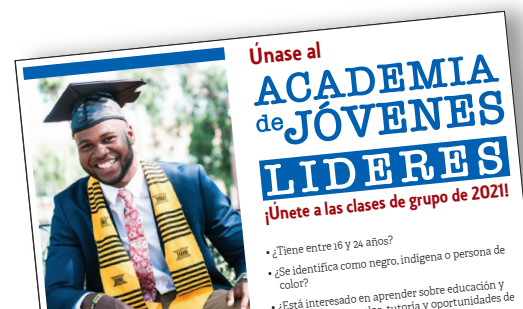 Únase al
ACADEMIA
de JÓVENES
LIDERES
¡Únete a las clases de grupo de 2021!
• ¿Tiene entre 16 y 24 años?
• ¿Se identifica como negro, indígena o persona de
color?
• ¿Está interesado en aprender sobre educación y
tutoría y oportunidades de